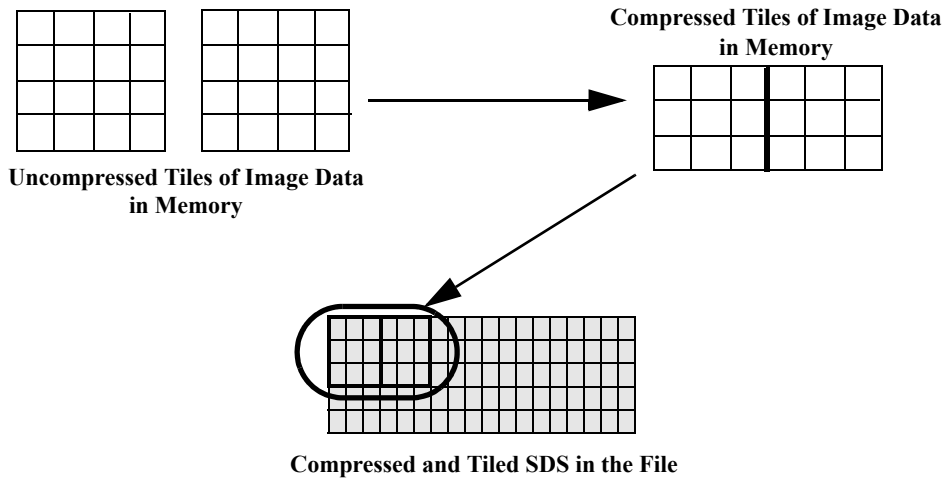 Compressed Tiles of Image Data
in Memory
Uncompressed Tiles of Image Data
in Memory
Compressed and Tiled SDS in the File